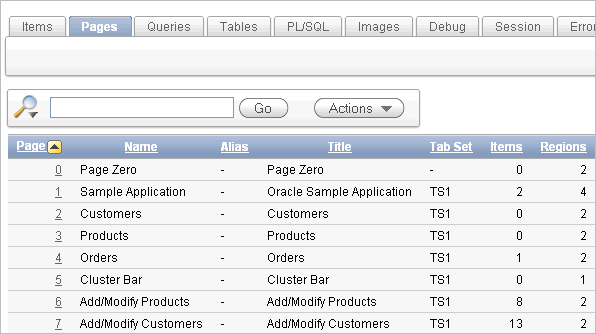 Items Pages Queries Tables PL/SQL Images Debug Session Error
Go Actions
Page Name Alias Title Tab Set Items Regions
0 Page Zero - Page Zero - 0 2
1 Sample Application - Oracle Sample Application TS1 2 4
2 Customers - Customers TS1 0 2
3 Products - Products TS1 0 2
4 Orders - Orders TS1 1 2
5 Cluster Bar - Cluster Bar TS1 0 1
6 Add/Modify Products - Add/Modify Products TS1 8 2
7 Add/Modify Customers - Add/Modify Customers TS1 13 2